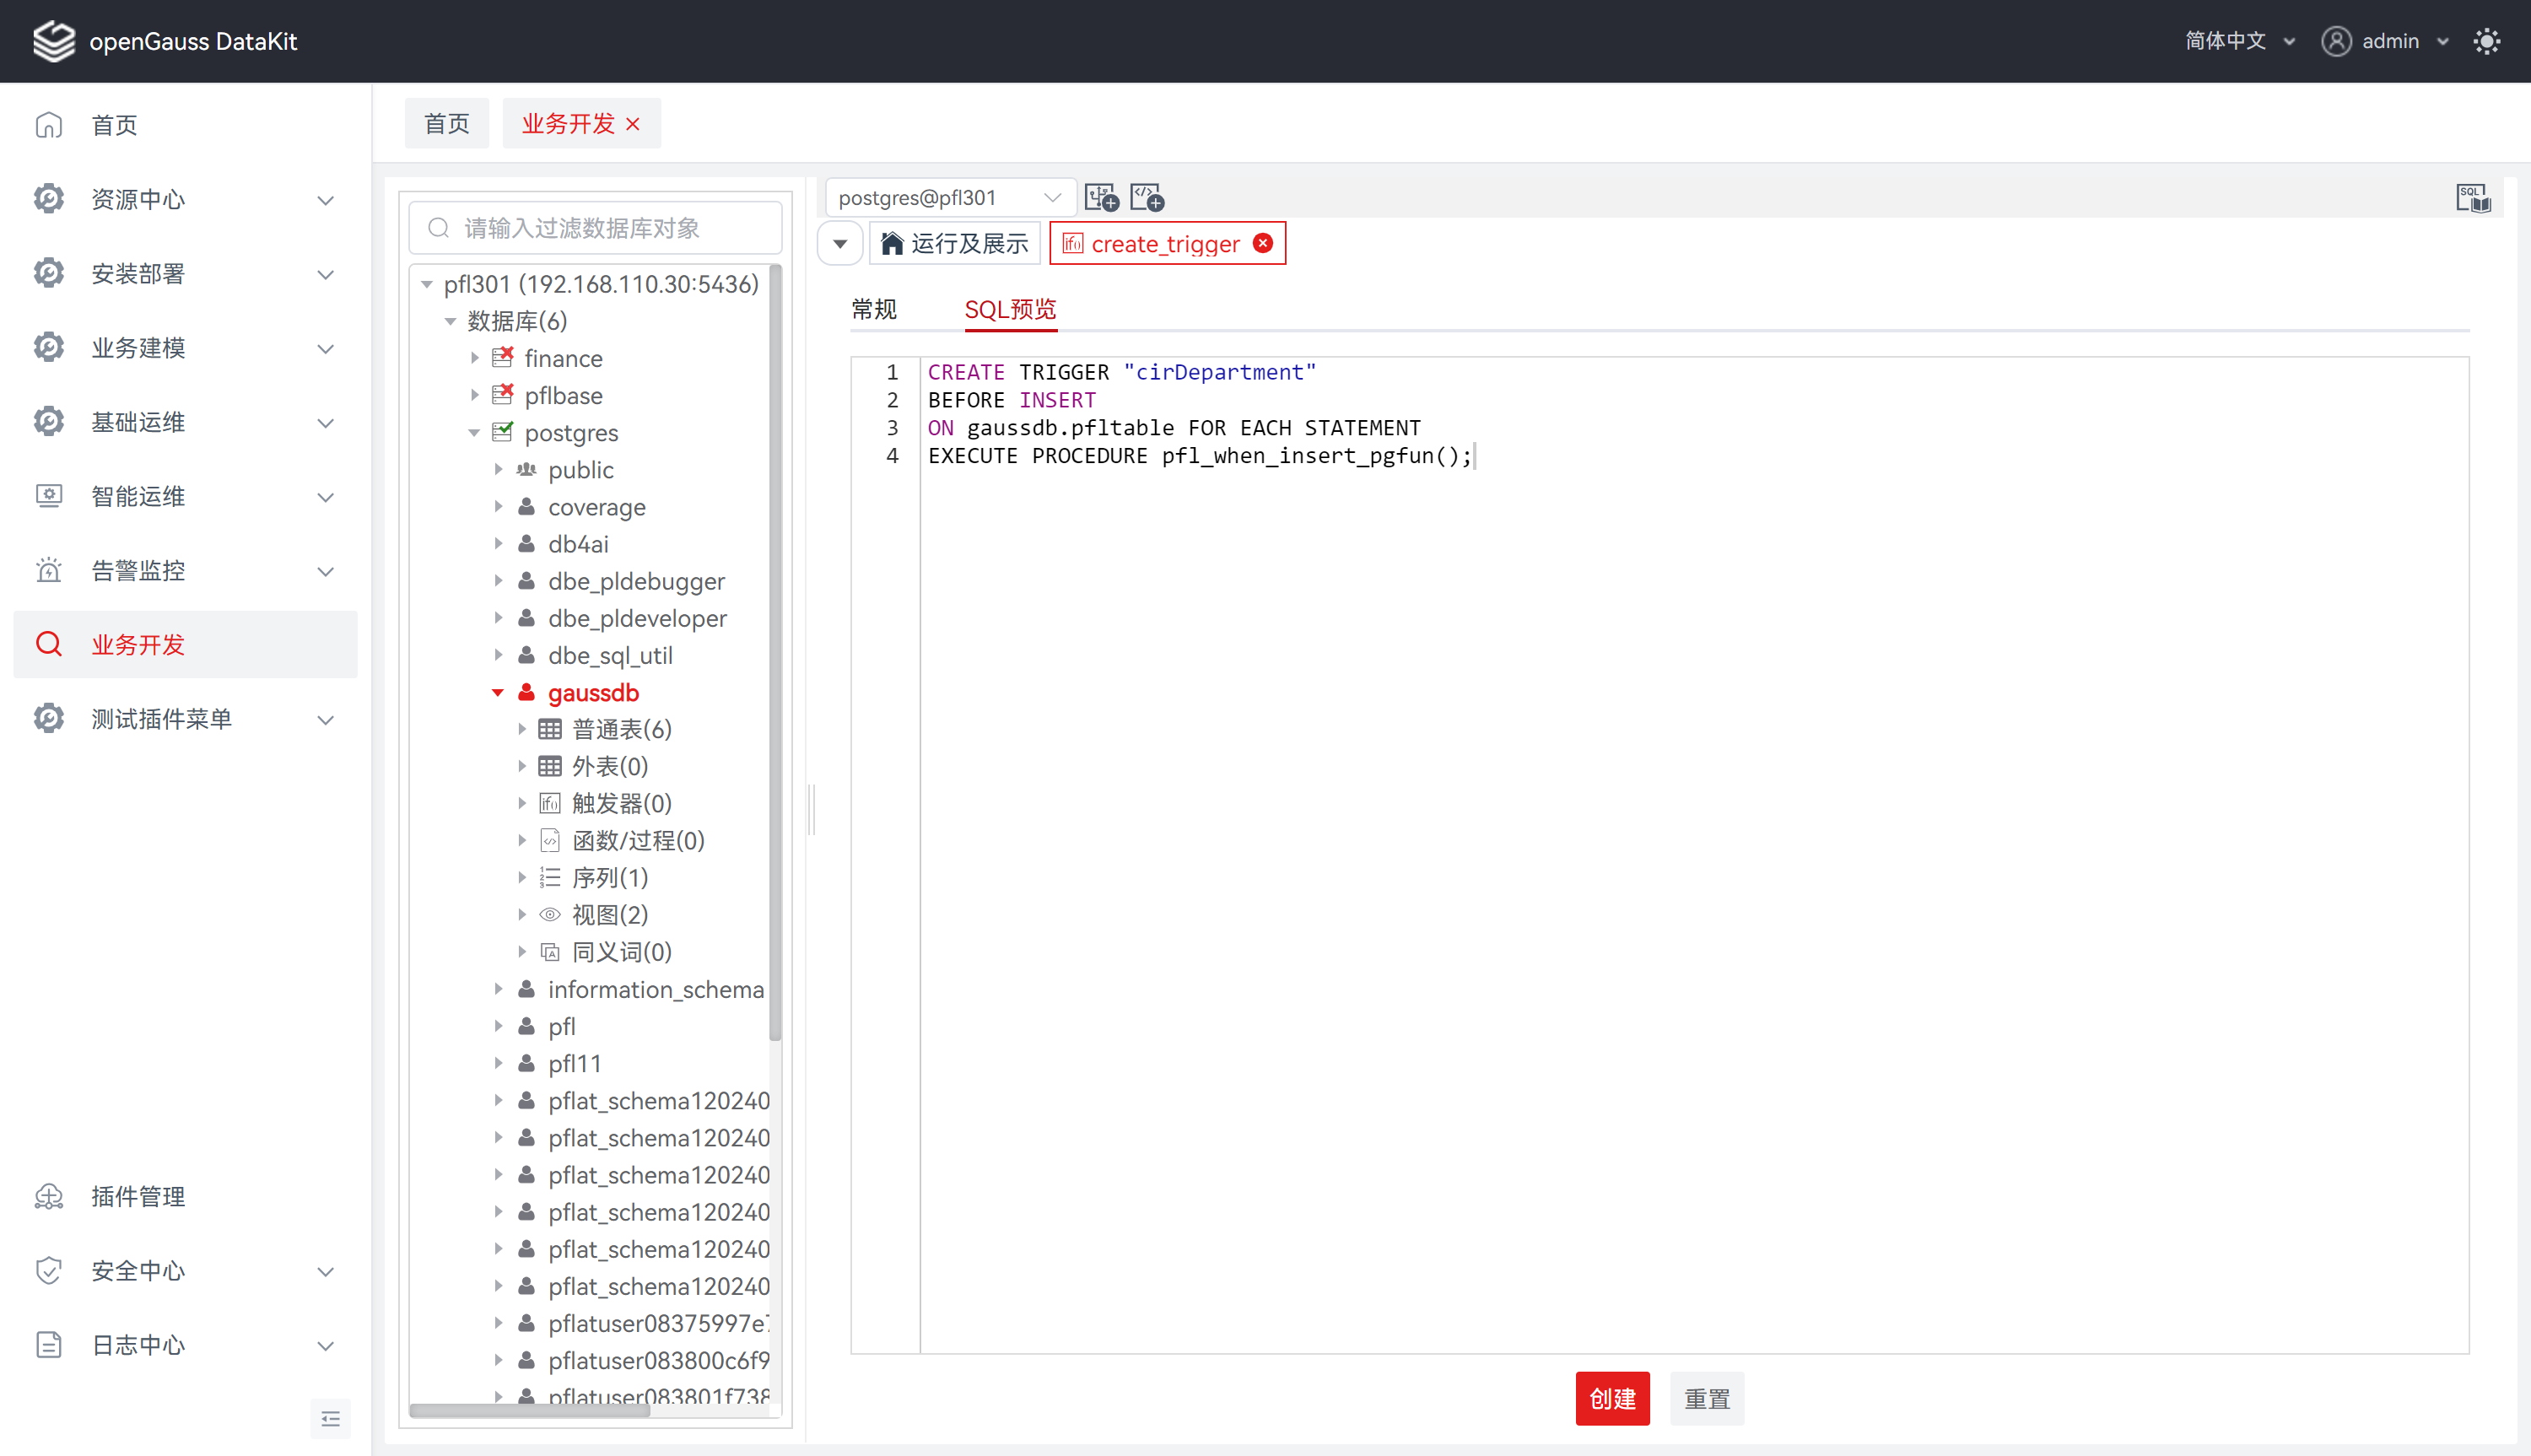 openGauss DataKit
简体中文
admin
首页
资源中心
安装部署
业务建模
基础运维
智能运维
告警监控
业务开发
测试插件菜单
插件管理
安全中心
日志中心
首页
业务开发
请输入过滤数据库对象
pfl301 (192.168.110.30:5436)
数据库(6)
finance
pflbase
postgres
public
coverage
db4ai
dbe_pldebugger
dbe_pldeveloper
dbe_sql_util
gaussdb
普通表(6)
外表(0)
触发器(0)
函数/过程(0)
序列(1)
视图(2)
同义词(0)
information_schema
pfl
pfl11
pflat_schema120240
pflat_schema120240
pflat_schema120240
pflat_schema120240
pflat_schema120240
pflat_schema120240
pflatuser08375997e7
pflatuser083800c6f9
pflatuser083801f738
postgres@pfl301
SQL
运行及展示
if() create_trigger
常规
SQL预览
1 CREATE TRIGGER "cirDepartment"
2 BEFORE INSERT
3 ON gaussdb.pfltable FOR EACH STATEMENT
4 EXECUTE PROCEDURE pfl_when_insert_pgfun();
创建
重置